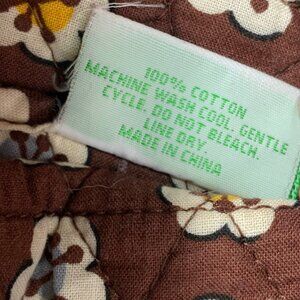 100% COTTON
MACHINE WASH COOL. GENTLE
CYCLE, DO NOT BLEACH.
LINE DRY.
MADE IN CHINA